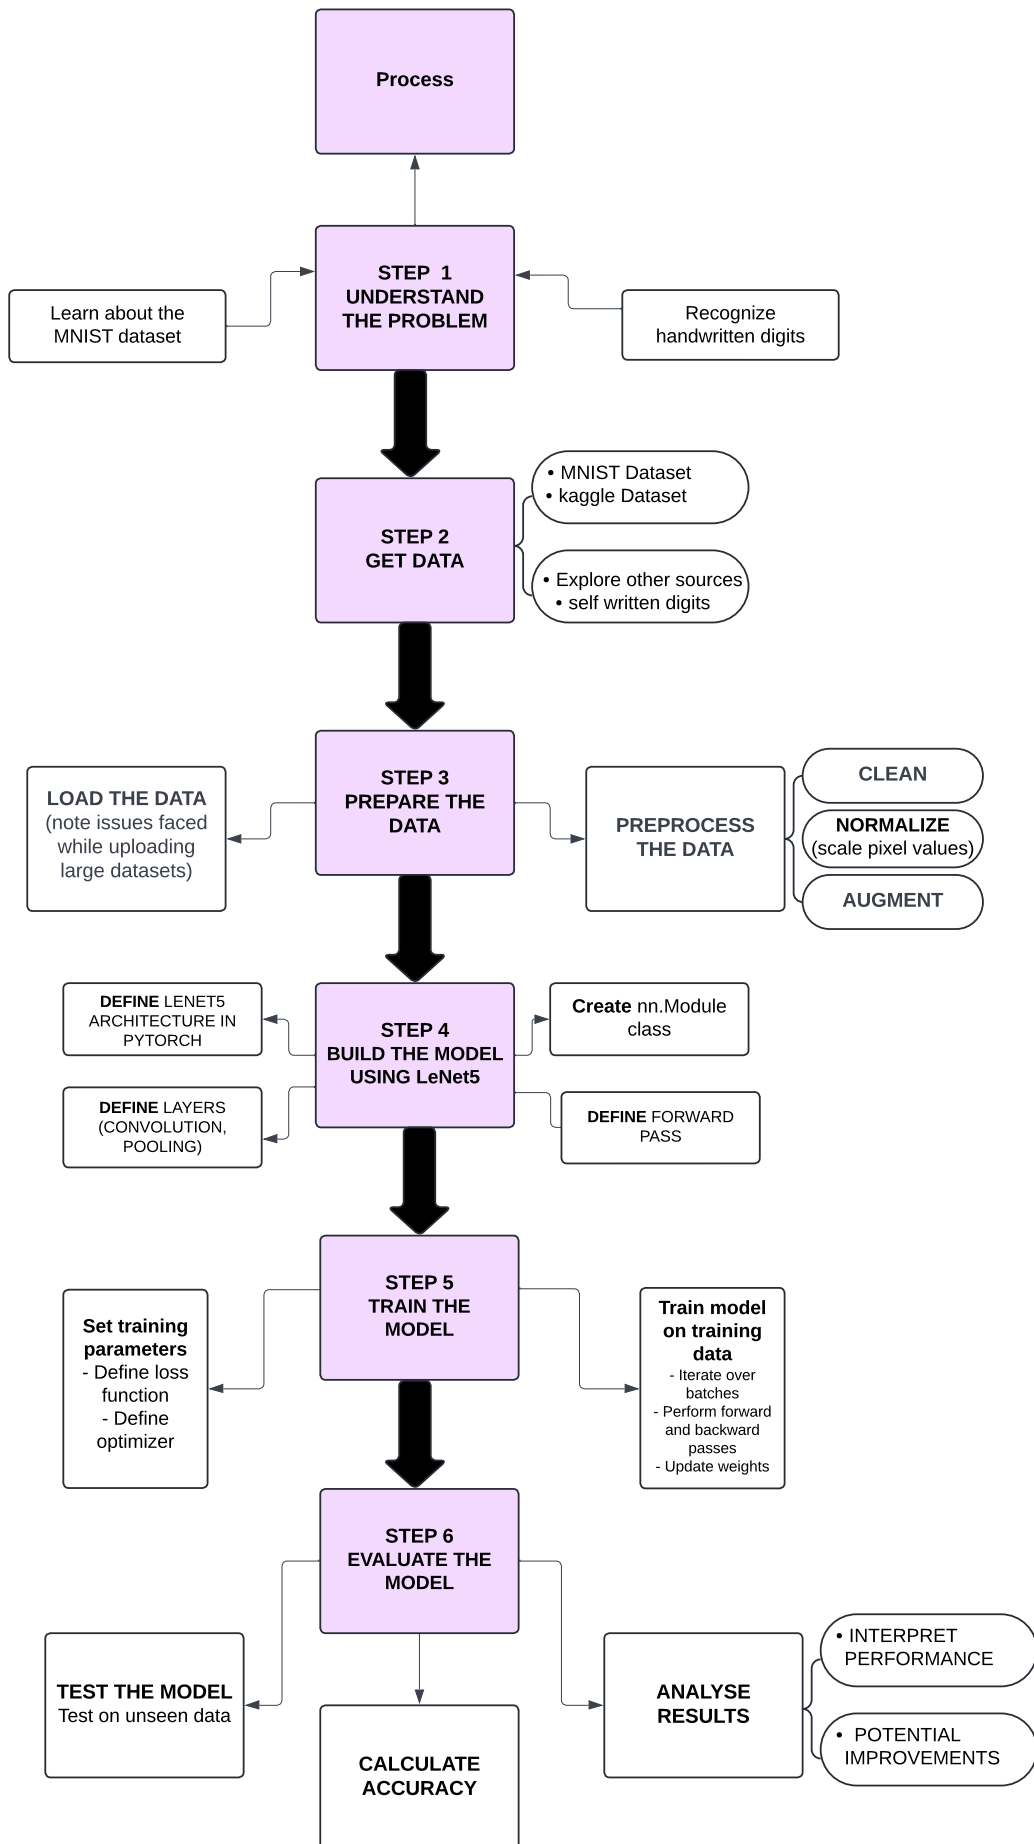 Process
STEP  1
UNDERSTAND
THE PROBLEM
Learn about the
MNIST dataset
Recognize
handwritten digits
STEP 2
GET DATA
• MNIST Dataset
• kaggle Dataset
• Explore other sources
• self written digits
STEP 3
PREPARE THE
DATA
LOAD THE DATA
(note issues faced
while uploading
large datasets)
PREPROCESS
THE DATA
CLEAN
NORMALIZE
(scale pixel values)
AUGMENT
STEP 4
BUILD THE MODEL
USING LeNet5
DEFINE LENET5
ARCHITECTURE IN
PYTORCH
DEFINE LAYERS
(CONVOLUTION,
POOLING)
Create nn.Module
class
DEFINE FORWARD
PASS
STEP 5
TRAIN THE
MODEL
Set training
parameters
- Define loss
function
- Define
optimizer
Train model
on training
data
- Iterate over
batches
- Perform forward
and backward
passes
- Update weights
STEP 6
EVALUATE THE
MODEL
TEST THE MODEL
Test on unseen data
CALCULATE
ACCURACY
ANALYSE
RESULTS
• INTERPRET
PERFORMANCE
•  POTENTIAL
IMPROVEMENTS